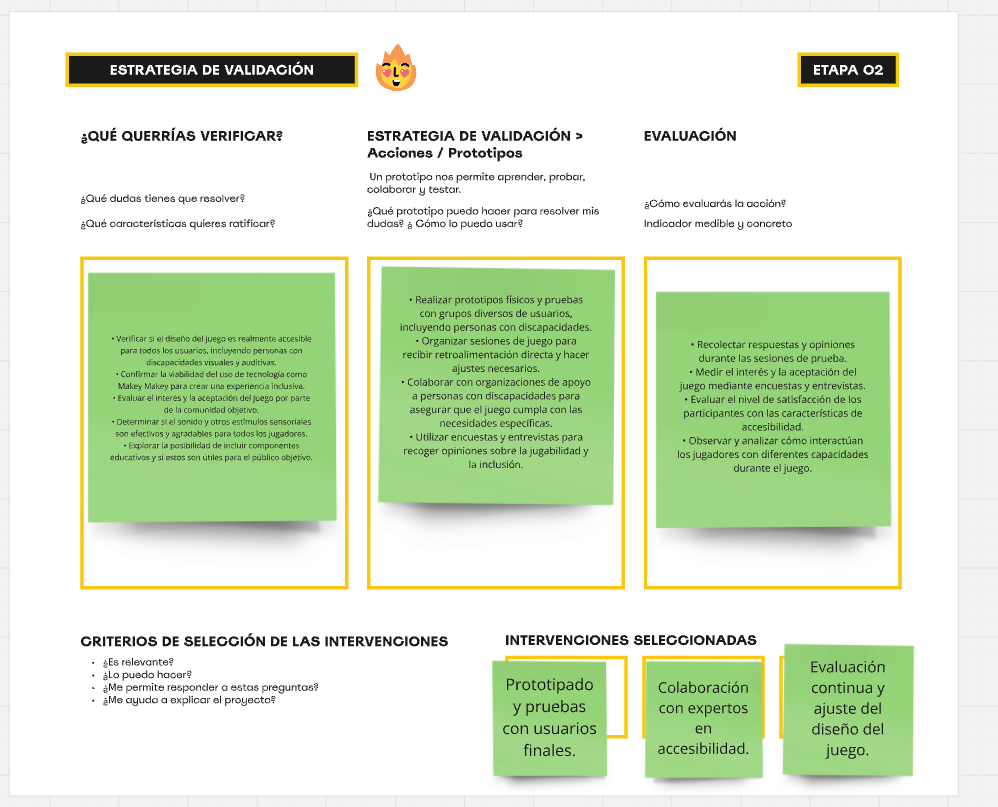 ESTRATEGIA DE VALIDACIÓN
ETAPA 02
¿QUÉ QUERRÍAS VERIFICAR?
¿Qué dudas tienes que resolver?
¿Qué características quieres ratificar?
ESTRATEGIA DE VALIDACIÓN >
Acciones / Prototipos
Un prototipo nos permite aprender, probar,
colaborar y testar.
¿Qué prototipo puedo hacer para resolver mis
dudas? ¿ Cómo lo puedo usar?
EVALUACIÓN
¿Cómo evaluarás la acción?
Indicador medible y concreto
• Verificar si el diseño del juego es realmente accesible
para todos los usuarios, incluyendo personas con
discapacidades visuales y auditivas.
• Confirmar la viabilidad del uso de tecnología como
Makey Makey para crear una experiencia inclusiva.
• Evaluar el interés y la aceptación del juego por parte
de la comunidad objetivo.
• Determinar si el sonido y otros estímulos sensoriales
son efectivos y agradables para todos los jugadores.
• Explorar la posibilidad de incluir componentes
educativos y si estos son útiles para el público objetivo.
• Realizar prototipos físicos y pruebas
con grupos diversos de usuarios,
incluyendo personas con discapacidades.
• Organizar sesiones de juego para
recibir retroalimentación directa y hacer
ajustes necesarios.
• Colaborar con organizaciones de apoyo
a personas con discapacidades para
asegurar que el juego cumpla con las
necesidades específicas.
• Utilizar encuestas y entrevistas para
recoger opiniones sobre la jugabilidad y
la inclusión.
• Recolectar respuestas y opiniones
durante las sesiones de prueba.
• Medir el interés y la aceptación del
juego mediante encuestas y entrevistas.
• Evaluar el nivel de satisfacción de los
participantes con las características de
accesibilidad.
• Observar y analizar cómo interactúan
los jugadores con diferentes capacidades
durante el juego.
CRITERIOS DE SELECCIÓN DE LAS INTERVENCIONES
• ¿Es relevante?
• ¿Lo puedo hacer?
• ¿Me permite responder a estas preguntas?
• ¿Me ayuda a explicar el proyecto?
INTERVENCIONES SELECCIONADAS
Prototipado
y pruebas
con usuarios
finales.
Colaboración
con expertos
en
accesibilidad.
Evaluación
continua y
ajuste del
diseño del
juego.